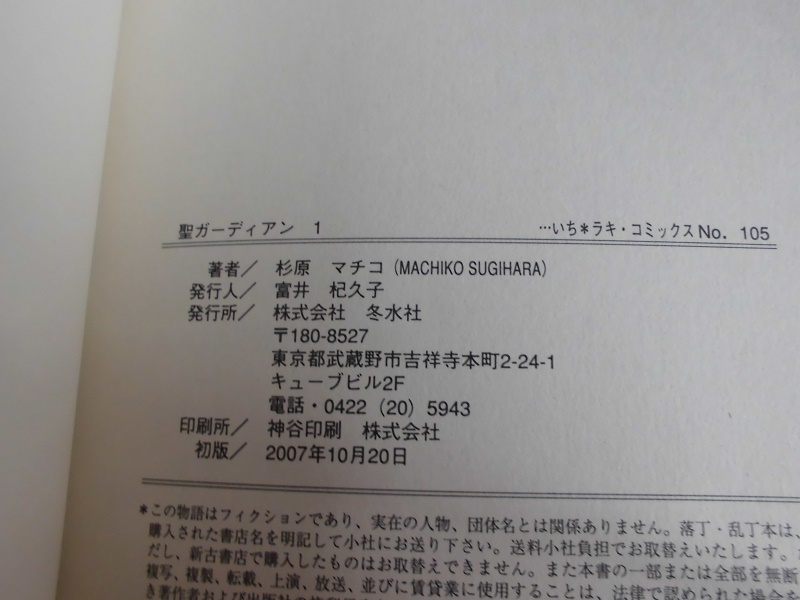 聖ガーディアン 1 …いち＊ラキ・コミックスNo. 105
著者／ 杉原 マチコ（MACHIKO SUGIHARA）
発行人／ 富井 杞久子
発行所／ 株式会社 冬水社
〒180-8527
東京都武蔵野市吉祥寺本町2-24-1
キューブビル2F
電話・0422（20）5943
印刷所／ 神谷印刷 株式会社
初版／ 2007年10月20日
＊この物語はフィクションであり、実在の人物、団体名とは関係ありません。落丁・乱丁本は、
購入された書店名を明記して小社にお送り下さい。送料小社負担でお取替えいたします。
だし、新古書店で購入したものはお取替えできません。また本書の一部または全部を無断
複写、複製、転載、上演、放送、並びに賃貸業に使用することは、法律で認められた場合を
き著作者および出版社の